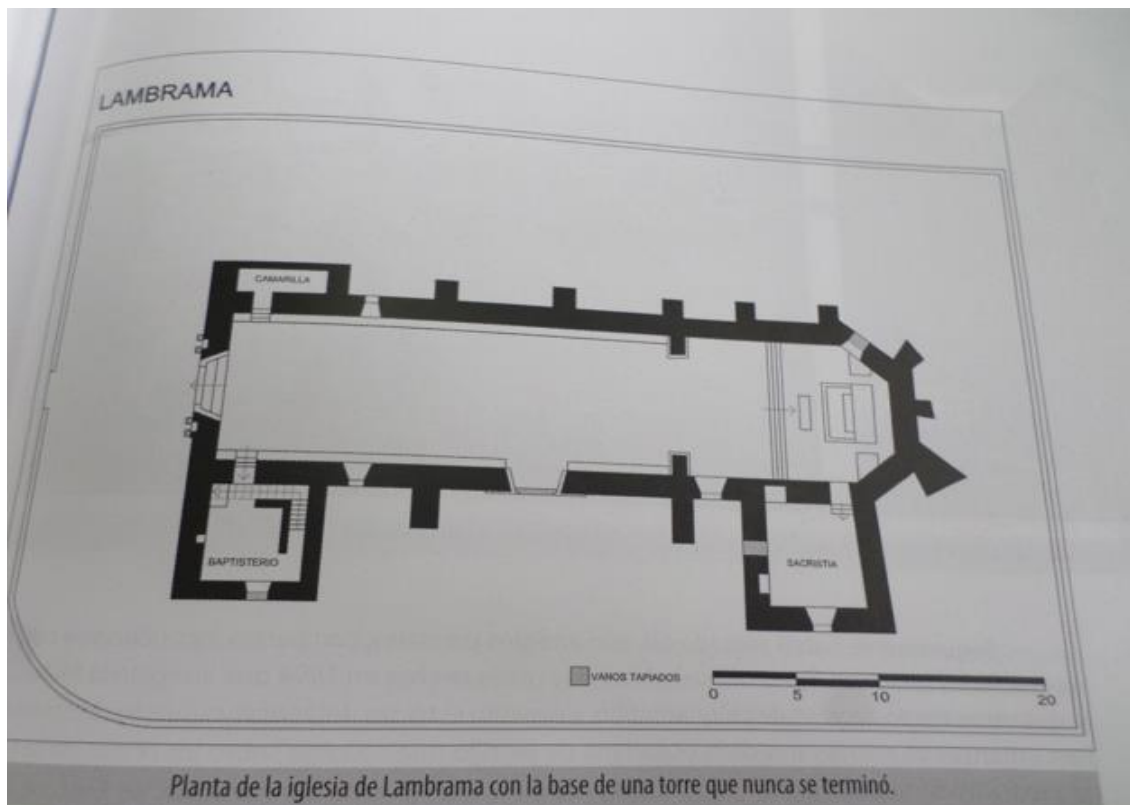 LAMBRAMA
CAMARILLA
BAPTISTERIO
SACRISTIA
VANOS TAPIADOS
0 5 10 20
Planta de la iglesia de Lambrama con la base de una torre que nunca se terminó.